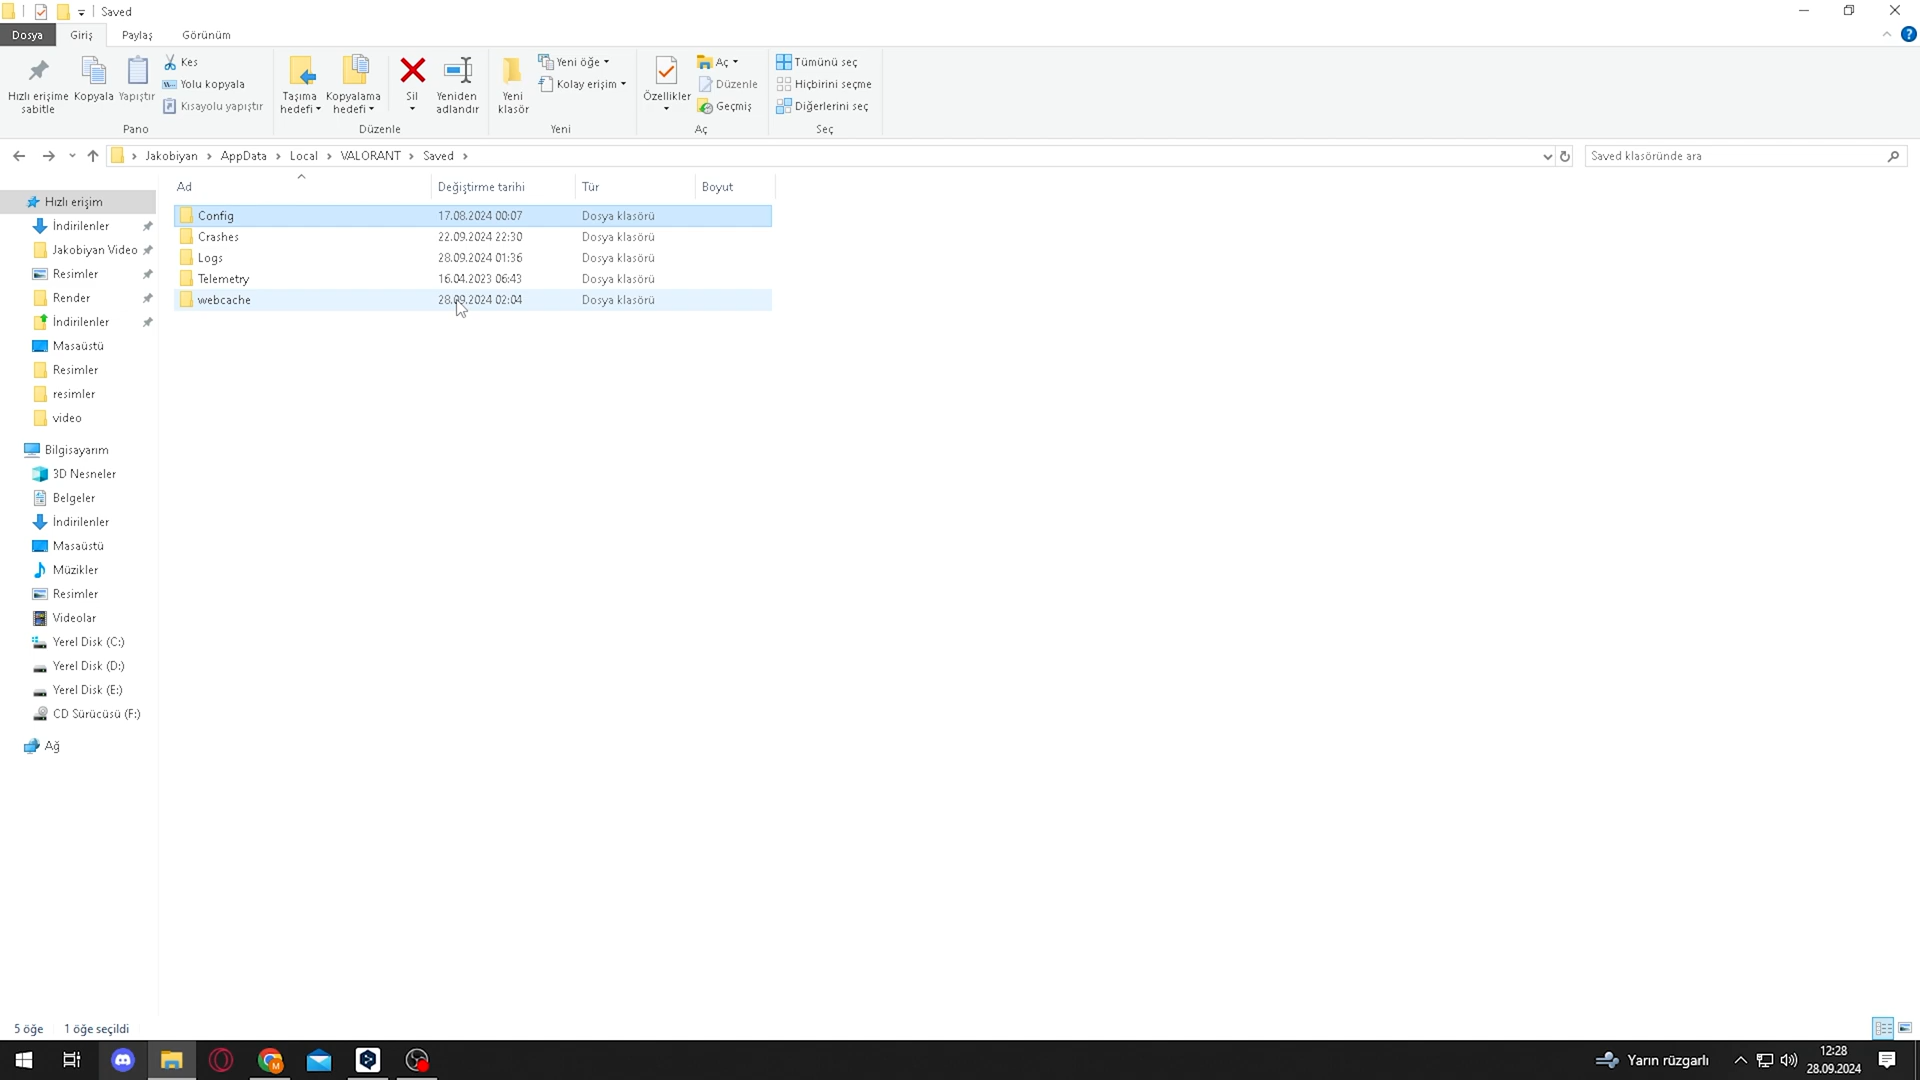 Saved
Dosya Giriş Paylaş Görünüm
Hızlı erişime sabitle
Kopyala
Yapıştır
Kes
Yolu kopyala
Kısayolu yapıştır
Pano
Taşıma hedefi
Kopyalama hedefi
Sil
Yeniden adlandır
Düzenle
Yeni klasör
Yeni öğe
Kolay erişim
Yeni
Özellikler
Aç
Düzenle
Geçmiş
Aç
Tümünü seç
Hiçbirini seçme
Diğerlerini seç
Seç
Jakobiyan > AppData > Local > VALORANT > Saved >
Saved klasöründe ara
Ad Değiştirme tarihi Tür Boyut
Config 17.08.2024 00:07 Dosya klasörü
Crashes 22.09.2024 22:30 Dosya klasörü
Logs 28.09.2024 01:36 Dosya klasörü
Telemetry 16.04.2023 06:43 Dosya klasörü
webcache 28.09.2024 02:04 Dosya klasörü
Hızlı erişim
İndirilenler
Jakobiyan Video
Resimler
Render
İndirilenler
Masaüstü
Resimler
resimler
video
Bilgisayarım
3D Nesneler
Belgeler
İndirilenler
Masaüstü
Müzikler
Resimler
Videolar
Yerel Disk (C:)
Yerel Disk (D:)
Yerel Disk (E:)
CD Sürücüsü (F:)
Ağ
5 öğe 1 öğe seçildi
Yarın rüzgarlı
12:28
28.09.2024